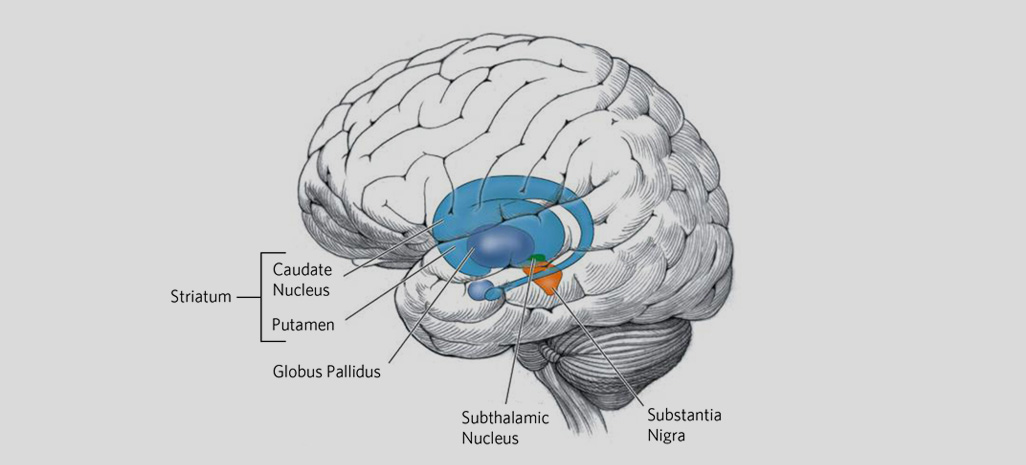 Striatum
Caudate
Nucleus
Putamen
Globus Pallidus
Subthalamic
Nucleus
Substantia
Nigra